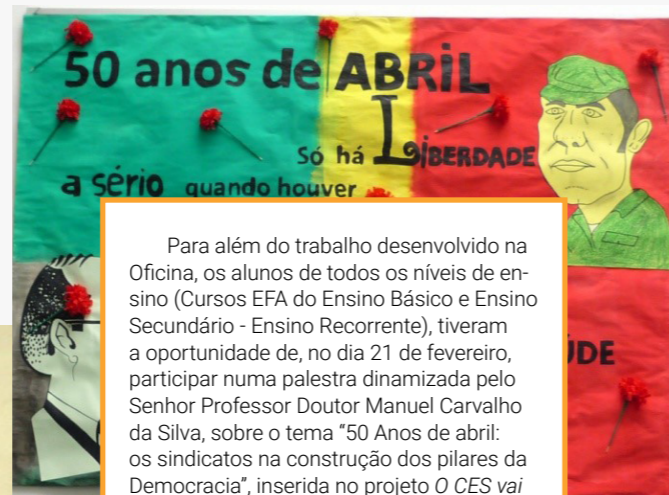 50 anos de ABRIL
Só há LIBERDADE
a sério quando houver
Para além do trabalho desenvolvido na
Oficina, os alunos de todos os níveis de en-
sino (Cursos EFA do Ensino Básico e Ensino
Secundário - Ensino Recorrente), tiveram
a oportunidade de, no dia 21 de fevereiro,
participar numa palestra dinamizada pelo
Senhor Professor Doutor Manuel Carvalho
da Silva, sobre o tema “50 Anos de abril:
os sindicatos na construção dos pilares da
Democracia”, inserida no projeto O CES vai